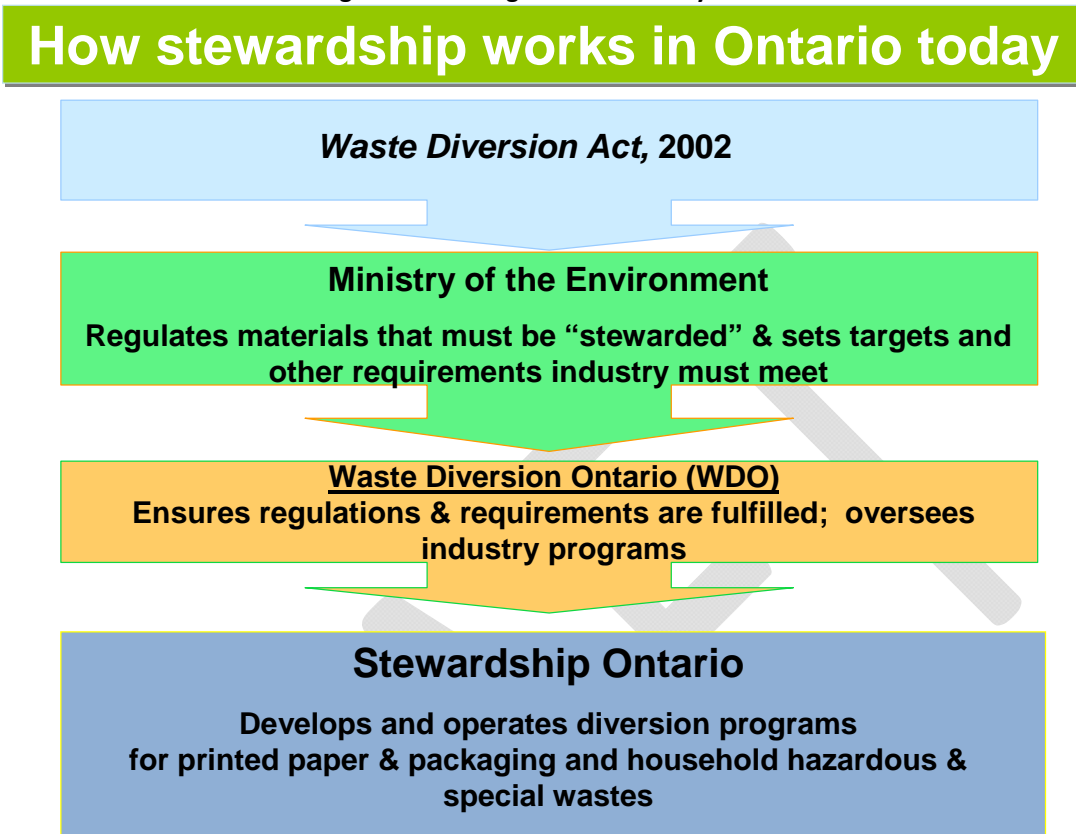 How stewardship works in Ontario today
Waste Diversion Act, 2002
Ministry of the Environment
Regulates materials that must be “stewarded” & sets targets and
other requirements industry must meet
Waste Diversion Ontario (WDO)
Ensures regulations & requirements are fulfilled; oversees
industry programs
Stewardship Ontario
Develops and operates diversion programs
for printed paper & packaging and household hazardous &
special wastes